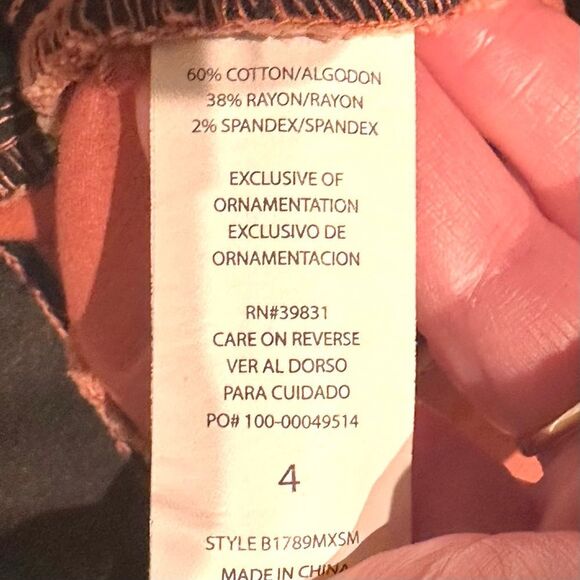 60% COTTON/ALGODON
38% RAYON/RAYON
2% SPANDEX/SPANDEX
EXCLUSIVE OF
ORNAMENTATION
EXCLUSIVO DE
ORNAMENTACION
RN#39831
CARE ON REVERSE
VER AL DORSO
PARA CUIDADO
PO# 100-00049514
4
STYLE B1789MXSM
MADE IN CHINA